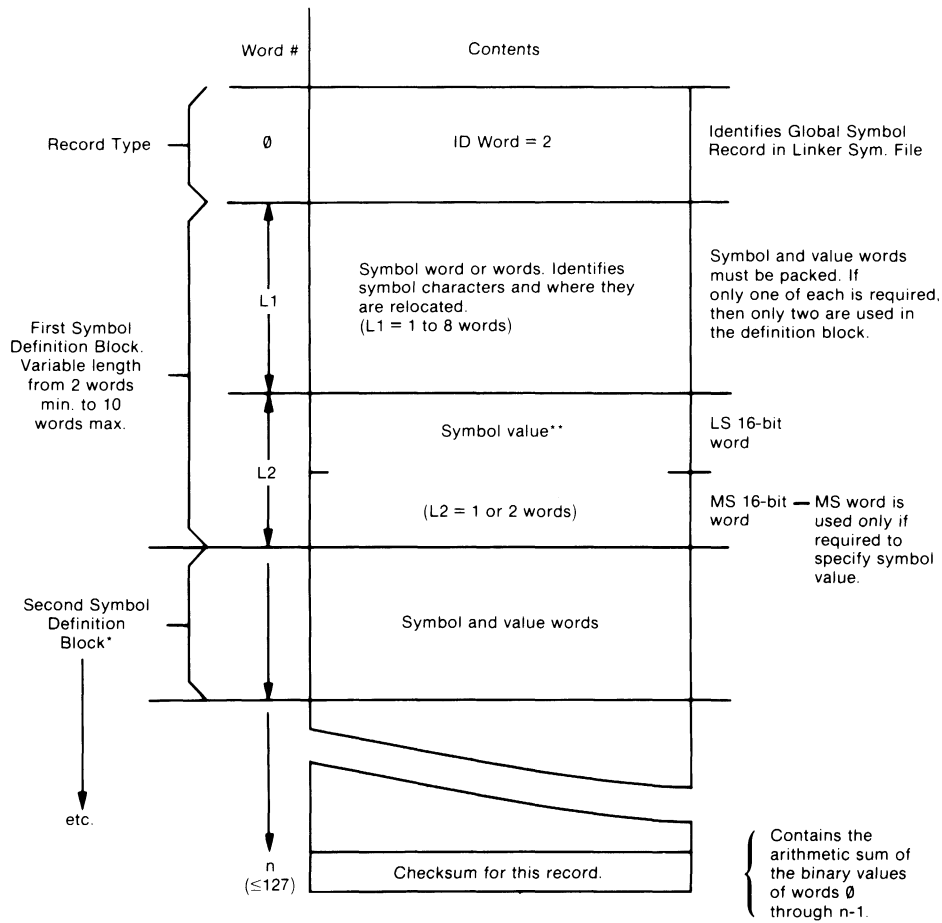 Word #
Contents
Record Type
Ø
ID Word = 2
Identifies Global Symbol
Record in Linker Sym. File
L1
Symbol word or words. Identifies
symbol characters and where they
are relocated.
(L1 = 1 to 8 words)
Symbol and value words
must be packed. If
only one of each is required,
then only two are used in
the definition block.
First Symbol
Definition Block.
Variable length
from 2 words
min. to 10
words max.
L2
Symbol value**
(L2 = 1 or 2 words)
LS 16-bit
word
MS 16-bit
word
MS word is
used only if
required to
specify symbol
value.
Second Symbol
Definition
Block*
Symbol and value words
etc.
n
(≤127)
Checksum for this record.
Contains the
arithmetic sum of
the binary values
of words Ø
through n-1.